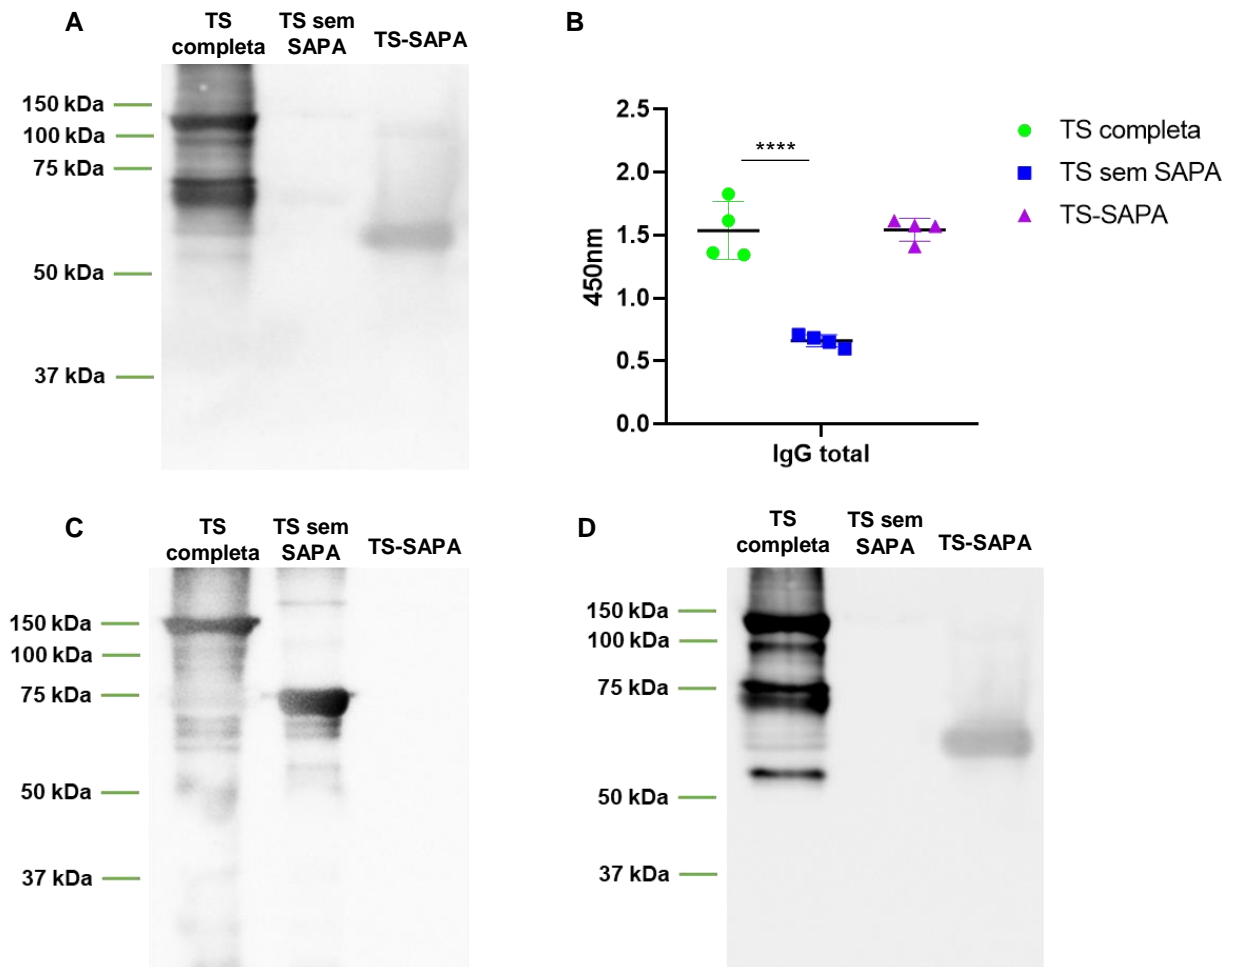 A
TS completa
TS sem SAPA
TS-SAPA
150 kDa
100 kDa
75 kDa
50 kDa
37 kDa
B
2.5
2.0
1.5
1.0
0.5
0.0
450nm
****
IgG total
TS completa
TS sem SAPA
TS-SAPA
C
TS completa
TS sem SAPA
TS-SAPA
150 kDa
100 kDa
75 kDa
50 kDa
37 kDa
D
TS completa
TS sem SAPA
TS-SAPA
150 kDa
100 kDa
75 kDa
50 kDa
37 kDa